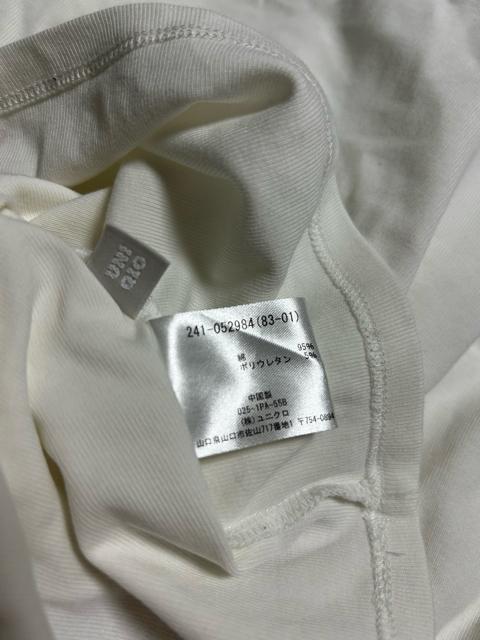 UNI
QLO
241-052984(83-01)
綿 95%
ポリウレタン 5%
中国製
025-1PA-55B
(株)ユニクロ
山口県山口市佐山717番地1 〒754-0894